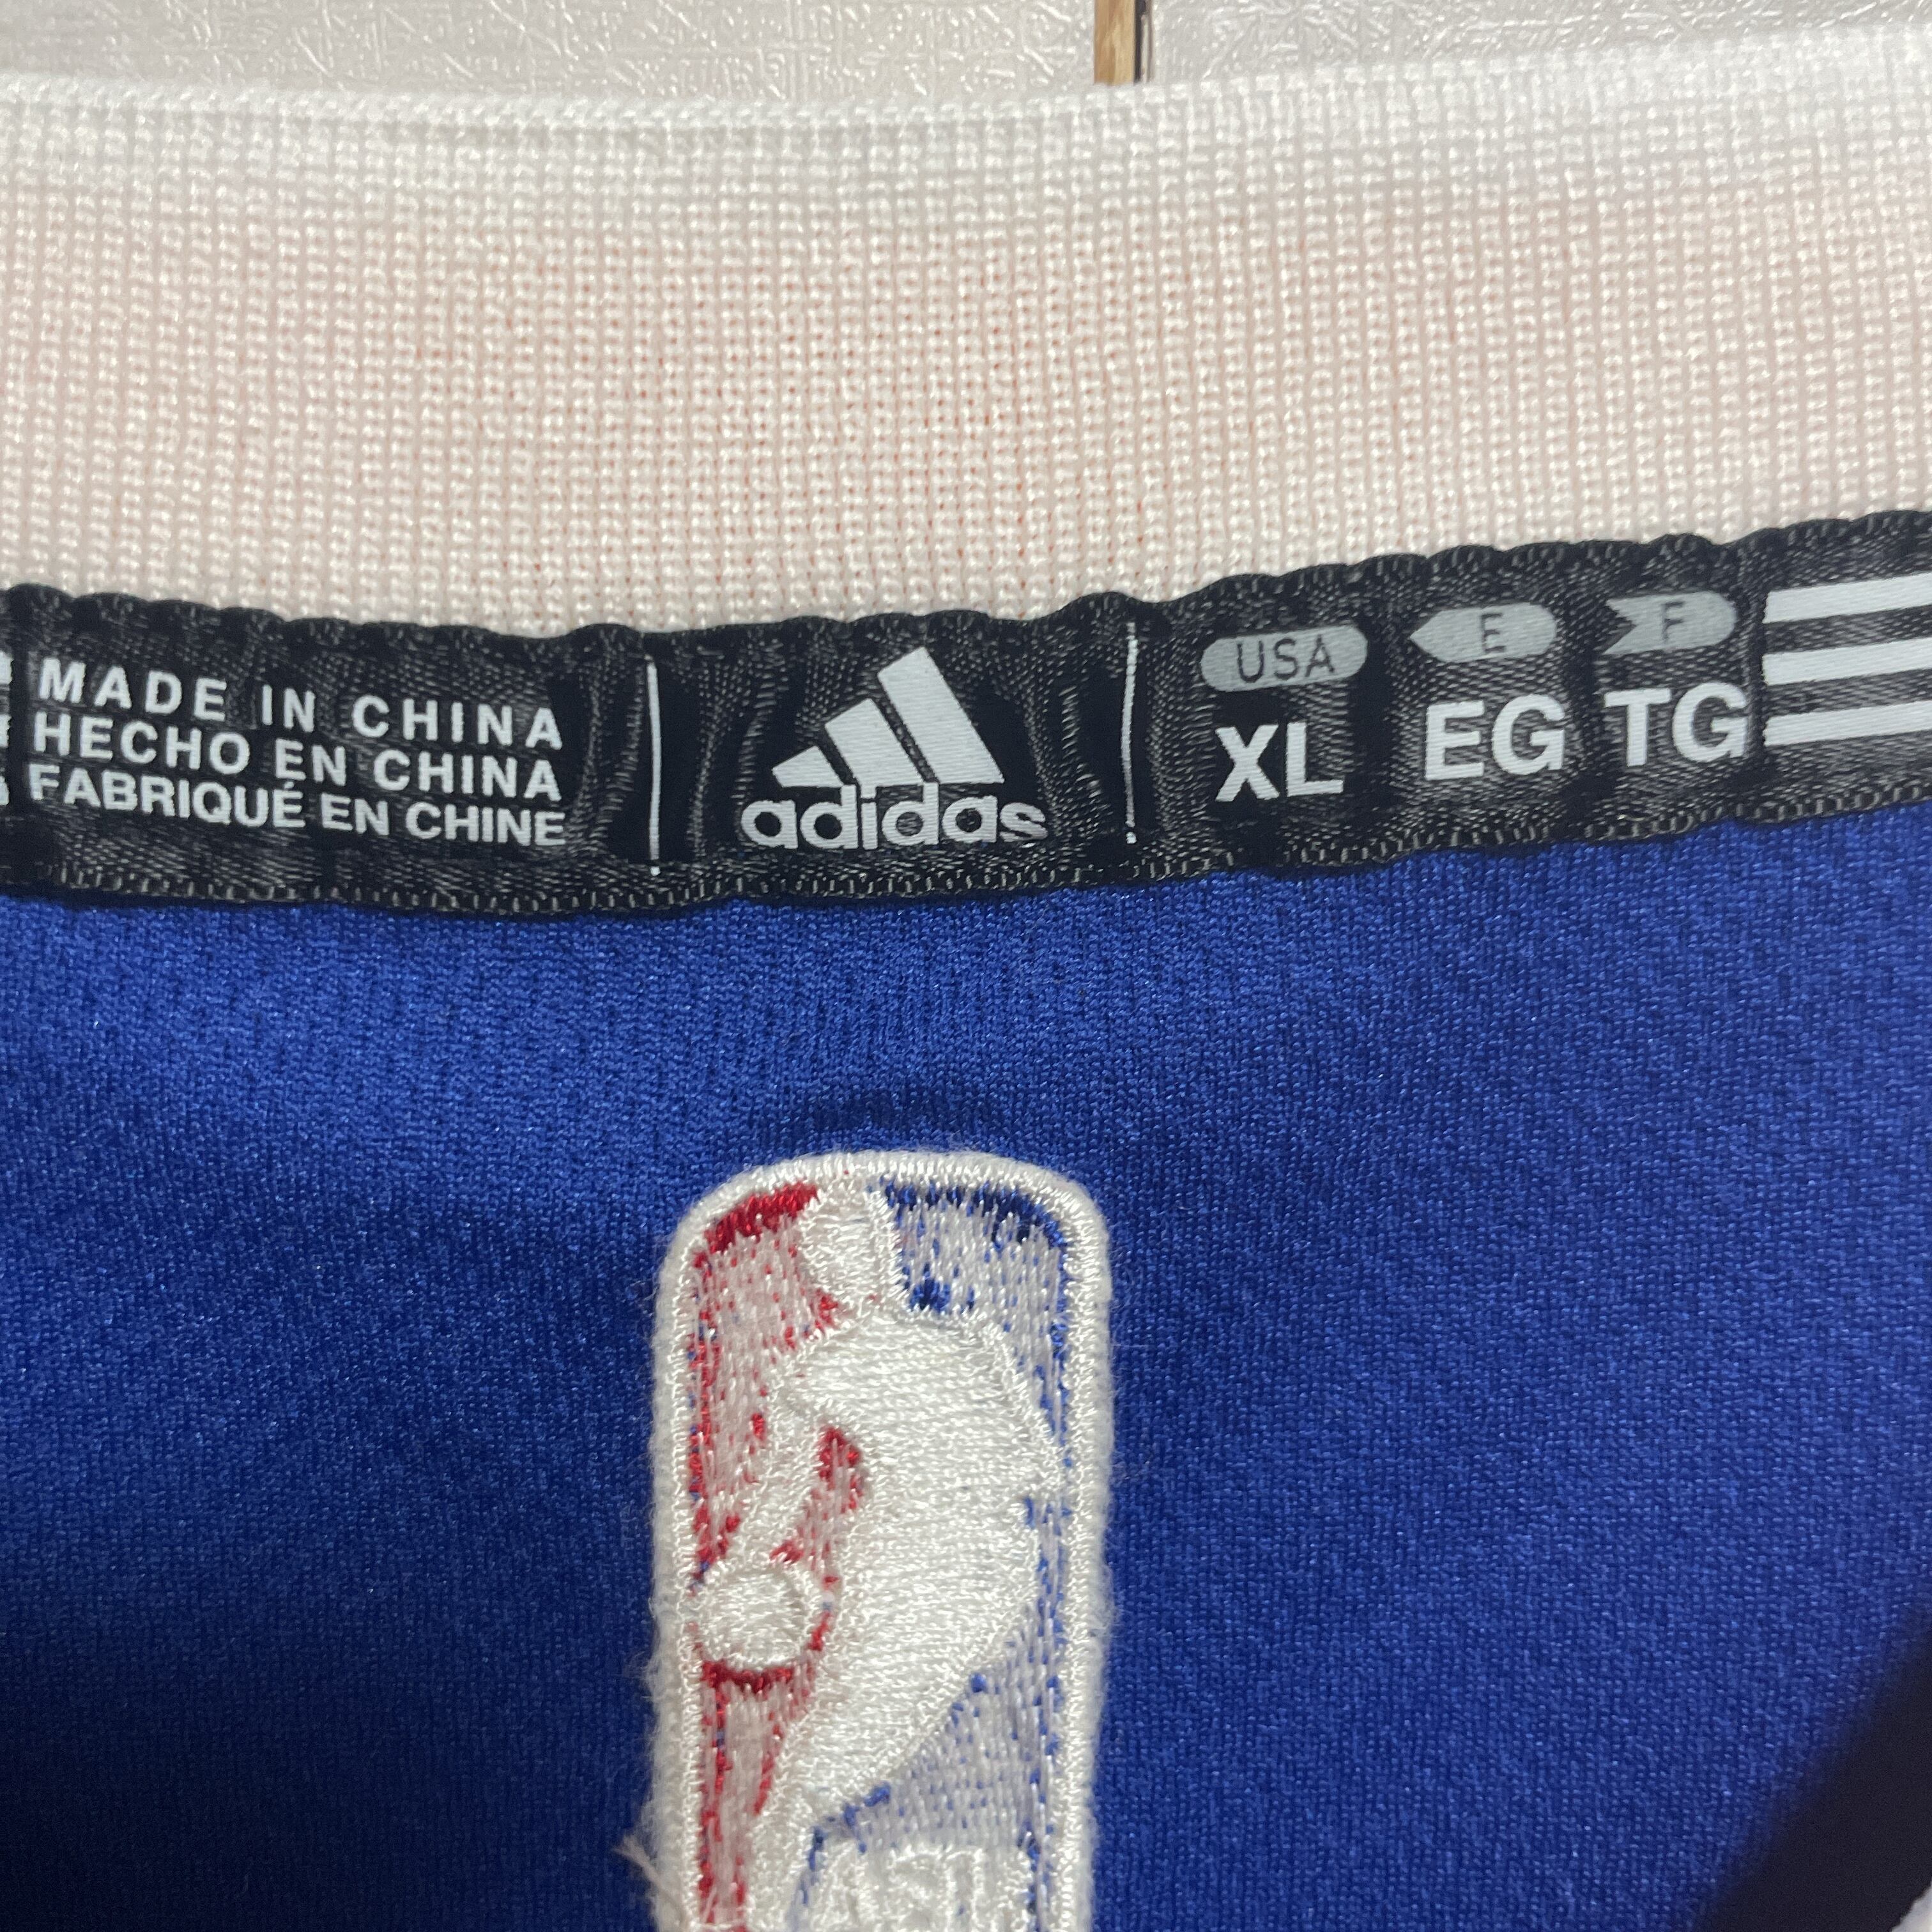 MADE IN CHINA
HECHO EN CHINA
FABRIQUÉ EN CHINE
adidas
USA E F
XL EG TG